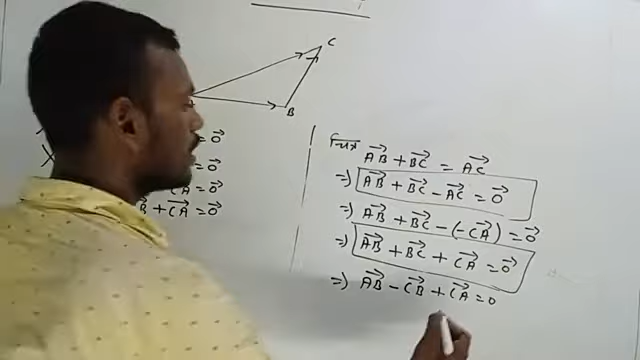 C
B
= 0⃗
= 0⃗
CA⃗ = 0⃗
B⃗ + CA⃗ = 0⃗
AB⃗ + BC⃗ = AC⃗
=> AB⃗ + BC⃗ - AC⃗ = 0⃗
=> AB⃗ + BC⃗ - (-CA⃗) = 0⃗
=> AB⃗ + BC⃗ + CA⃗ = 0⃗
=> AB⃗ - CB⃗ + CA⃗ = 0